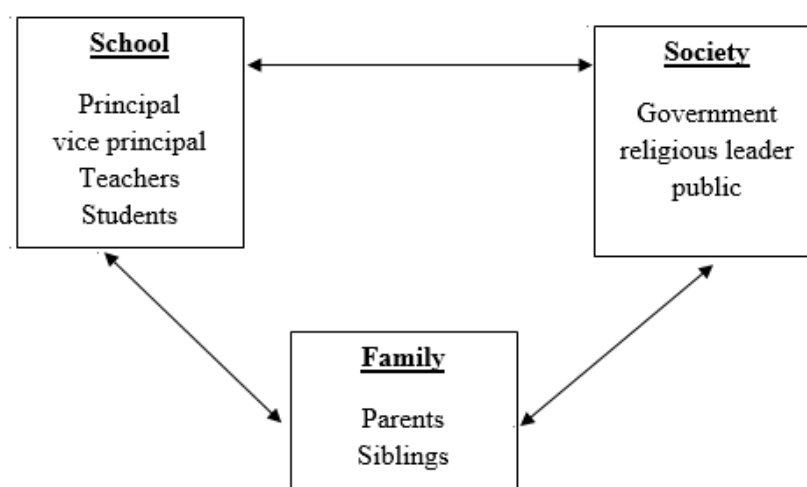 School
Principal
vice principal
Teachers
Students
Society
Government
religious leader
public
Family
Parents
Siblings